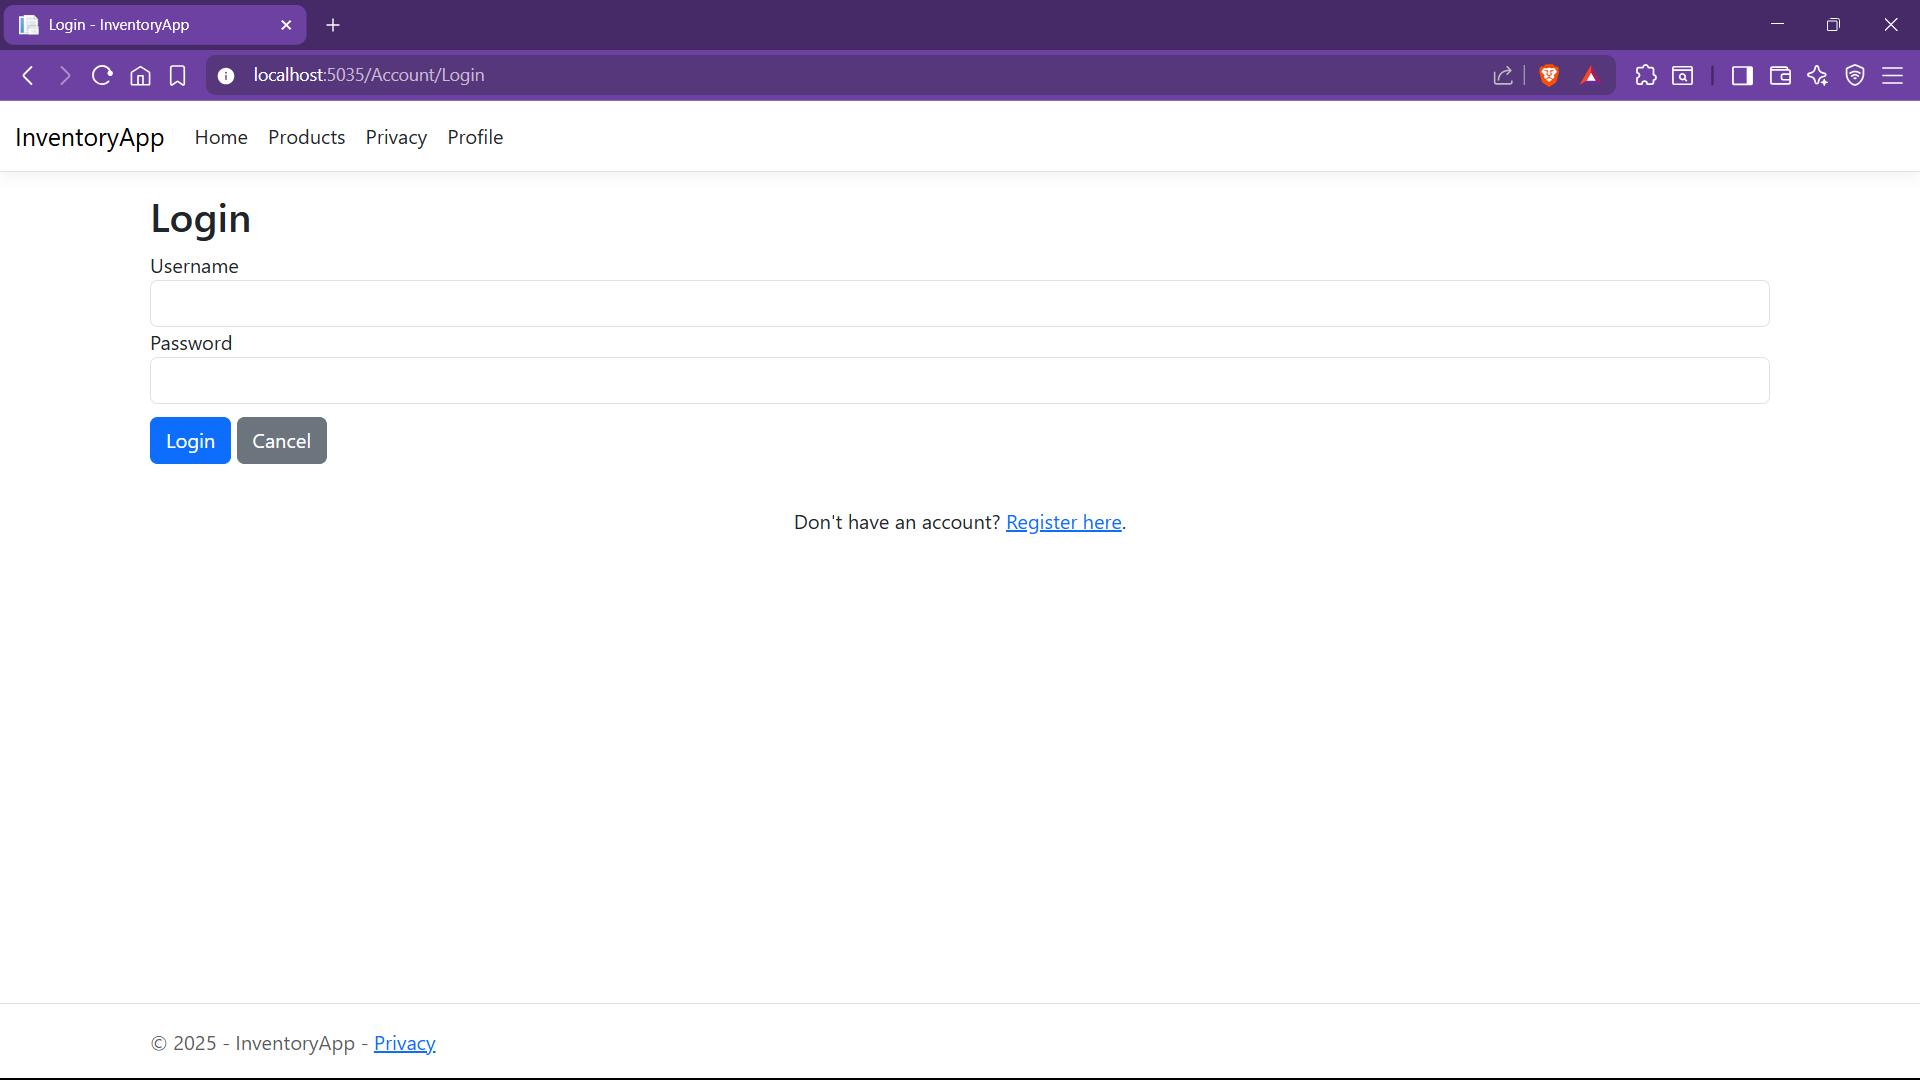 Login - InventoryApp
localhost:5035/Account/Login
InventoryApp Home Products Privacy Profile
Login
Username
Password
Login Cancel
Don't have an account? Register here.
© 2025 - InventoryApp - Privacy